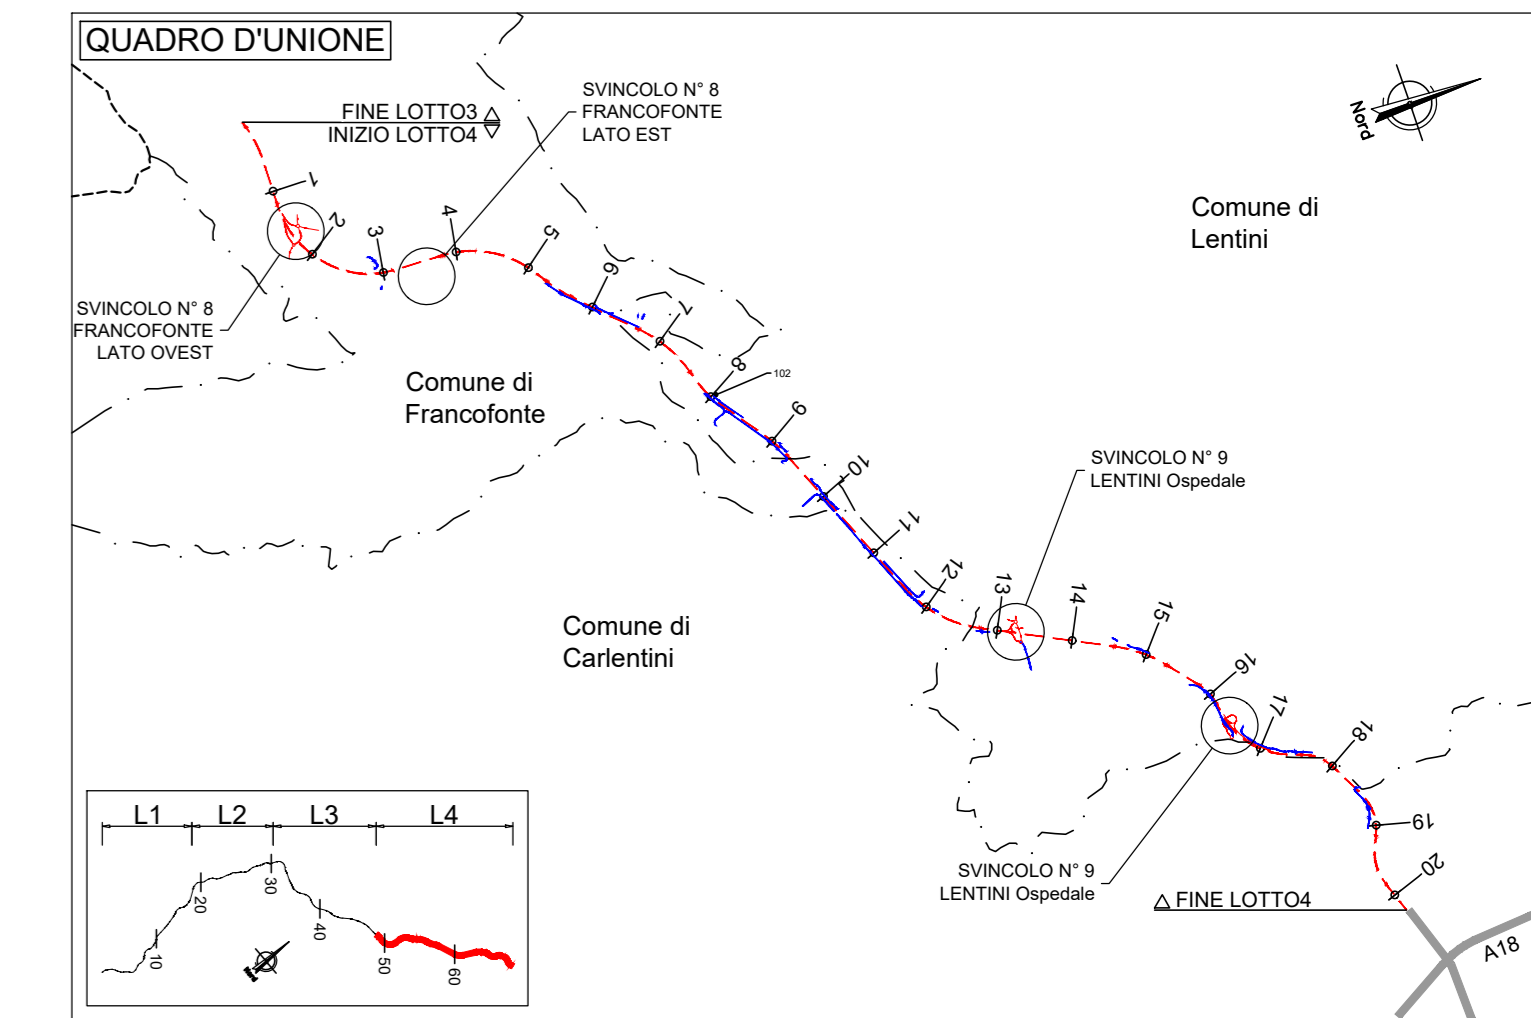 QUADRO D'UNIONE
FINE LOTTO3
INIZIO LOTTO4
SVINCOLO N° 8
FRANCOFONTE
LATO EST
Nord
Comune di
Lentini
1
2
3
4
5
6
7
8
102
9
10
11
12
13
14
15
16
17
18
19
20
SVINCOLO N° 8
FRANCOFONTE
LATO OVEST
Comune di
Francofonte
SVINCOLO N° 9
LENTINI Ospedale
Comune di
Carlentini
SVINCOLO N° 9
LENTINI Ospedale
FINE LOTTO4
A18
L1 L2 L3 L4
10
20
30
40
50
60
Nord